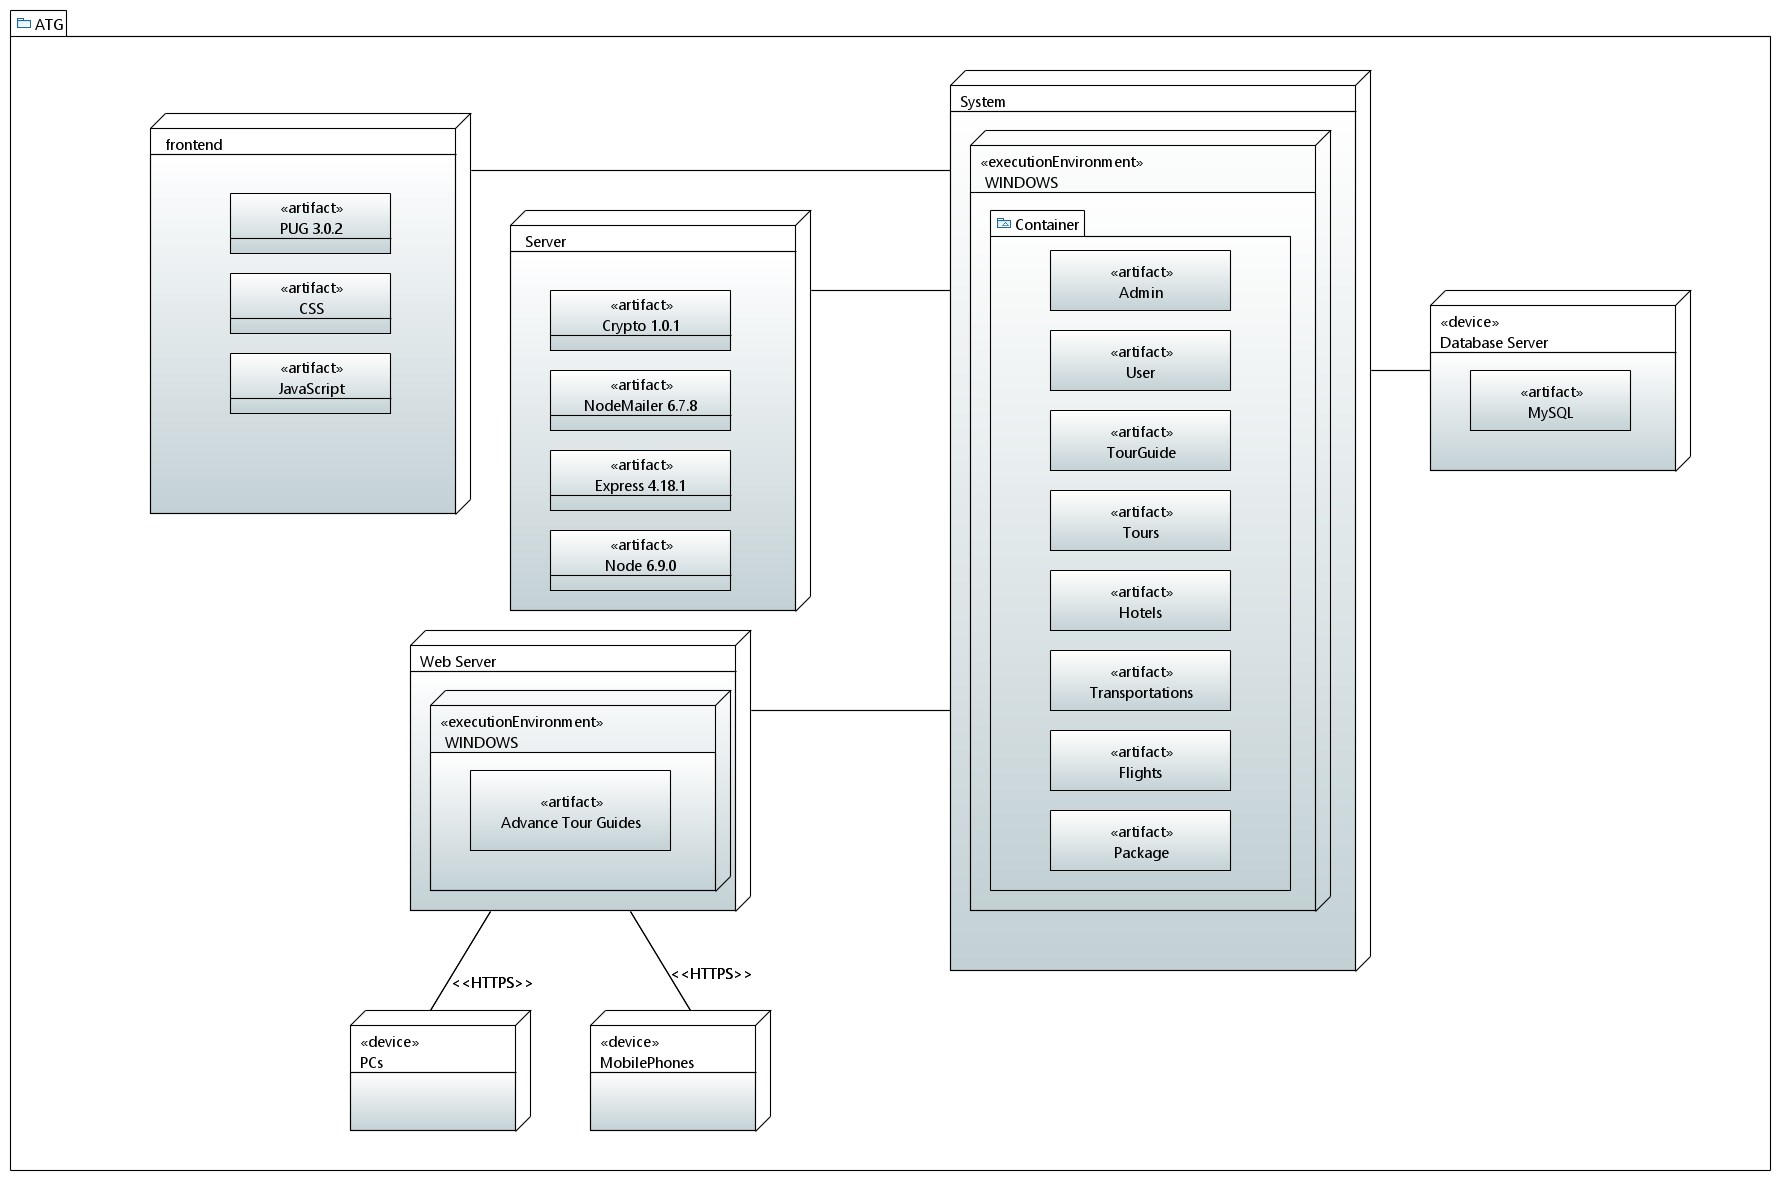 ATG
frontend
«artifact»
PUG 3.0.2
«artifact»
CSS
«artifact»
JavaScript
Server
«artifact»
Crypto 1.0.1
«artifact»
NodeMailer 6.7.8
«artifact»
Express 4.18.1
«artifact»
Node 6.9.0
System
«executionEnvironment»
WINDOWS
Container
«artifact»
Admin
«artifact»
User
«artifact»
TourGuide
«artifact»
Tours
«artifact»
Hotels
«artifact»
Transportations
«artifact»
Flights
«artifact»
Package
«device»
Database Server
«artifact»
MySQL
Web Server
«executionEnvironment»
WINDOWS
«artifact»
Advance Tour Guides
<<HTTPS>>
<<HTTPS>>
«device»
PCs
«device»
MobilePhones